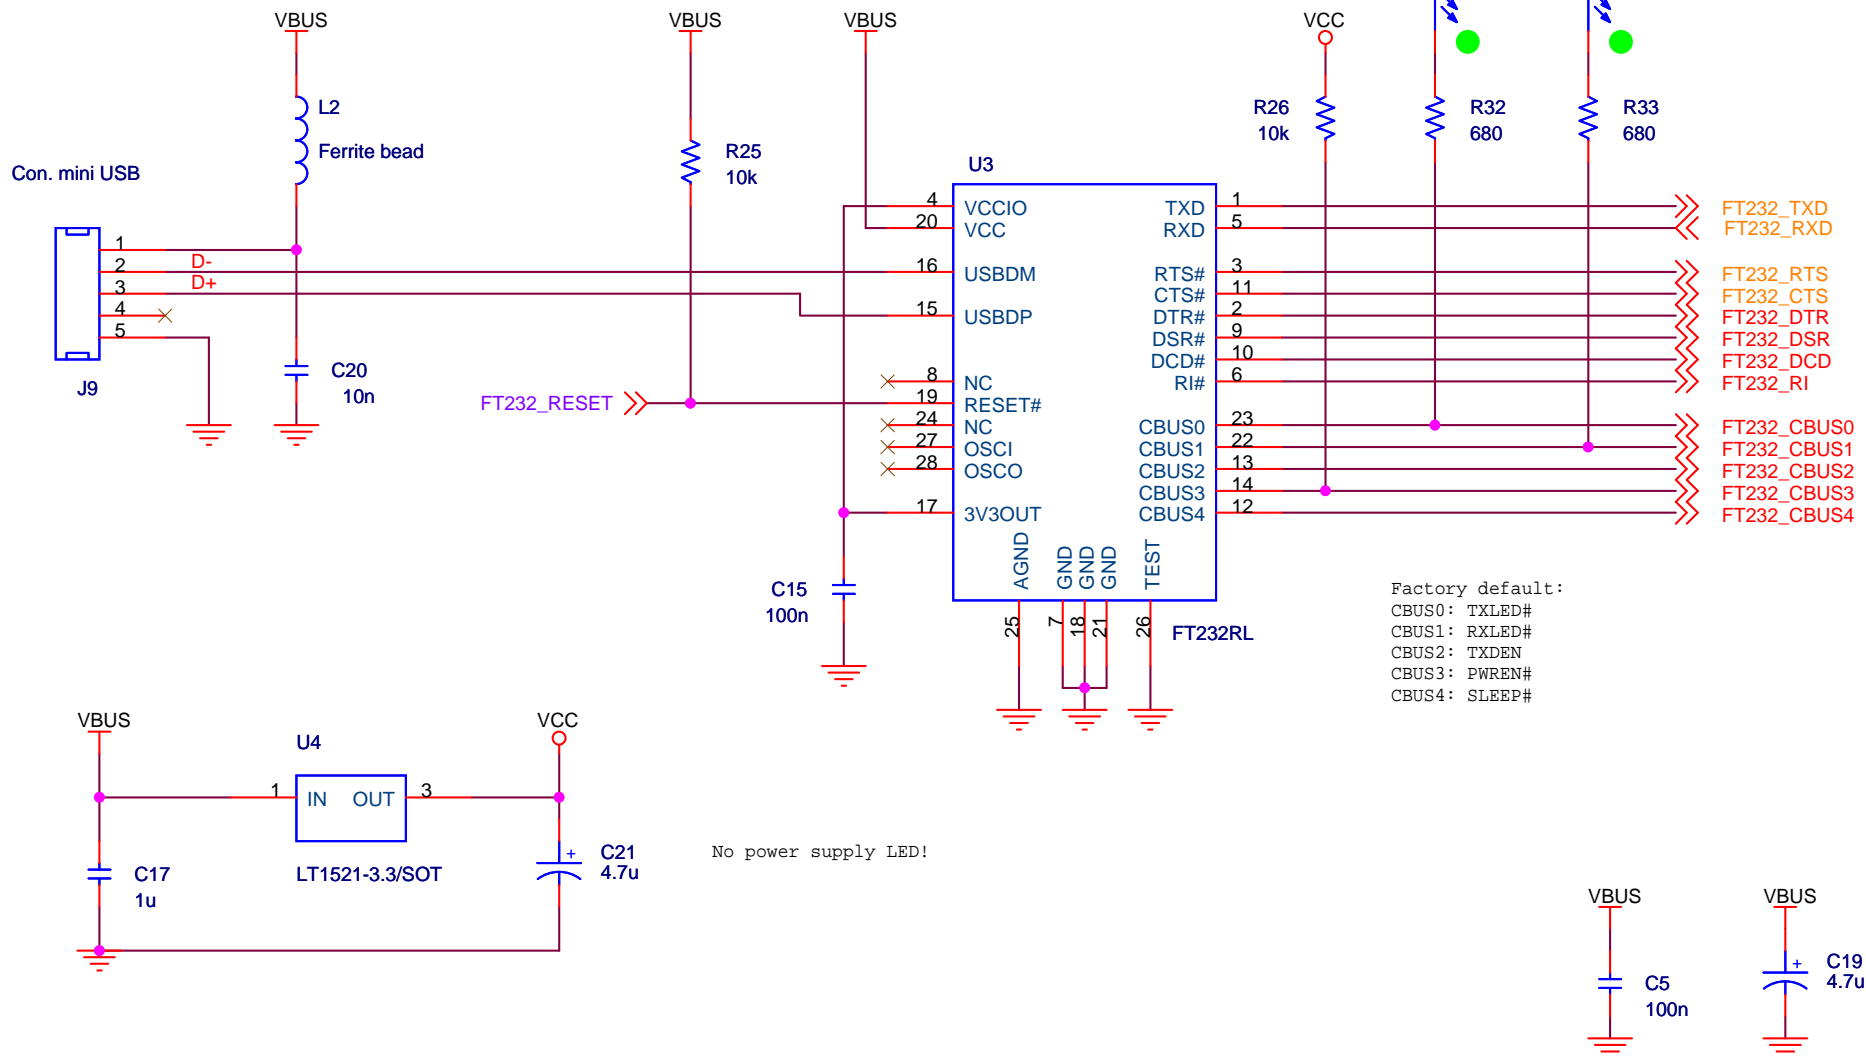 VBUS
VBUS
VBUS
VCC
L2
Ferrite bead
R25
10k
R26
10k
R32
680
R33
680
Con. mini USB
J9
1
2
3
4
5
D-
D+
C20
10n
FT232_RESET
U3
4 VCCIO
20 VCC
16 USBDM
15 USBDP
8 NC
19 RESET#
24 NC
27 OSCI
28 OSCO
17 3V3OUT
TXD 1 FT232_TXD
RXD 5 FT232_RXD
RTS# 3 FT232_RTS
CTS# 11 FT232_CTS
DTR# 2 FT232_DTR
DSR# 9 FT232_DSR
DCD# 10 FT232_DCD
RI# 6 FT232_RI
CBUS0 23 FT232_CBUS0
CBUS1 22 FT232_CBUS1
CBUS2 13 FT232_CBUS2
CBUS3 14 FT232_CBUS3
CBUS4 12 FT232_CBUS4
AGND
GND
GND
GND
TEST
25
7
18
21
26
FT232RL
C15
100n
Factory default:
CBUS0: TXLED#
CBUS1: RXLED#
CBUS2: TXDEN
CBUS3: PWREN#
CBUS4: SLEEP#
VBUS
VCC
U4
1 IN OUT 3
LT1521-3.3/SOT
C17
1u
+ C21
4.7u
No power supply LED!
VBUS
VBUS
C5
100n
+ C19
4.7u